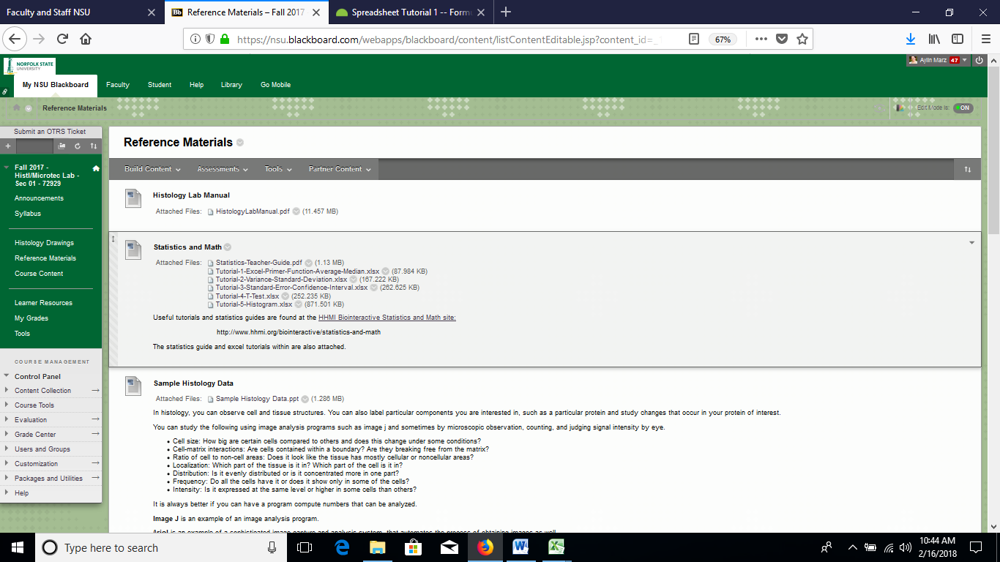 Faculty and Staff NSU
Reference Materials – Fall 2017
Spreadsheet Tutorial 1 -- Form
https://nsu.blackboard.com/webapps/blackboard/content/listContentEditable.jsp?content_id=_
67%
NORFOLK STATE
UNIVERSITY
Aylin Marz 47
My NSU Blackboard
Faculty
Student
Help
Library
Go Mobile
Reference Materials
Edit Mode is: ON
Submit an OTRS Ticket
Fall 2017 -
Histl/Microtec Lab -
Sec 01 - 72929
Announcements
Syllabus
Histology Drawings
Reference Materials
Course Content
Learner Resources
My Grades
Tools
COURSE MANAGEMENT
Control Panel
Content Collection
Course Tools
Evaluation
Grade Center
Users and Groups
Customization
Packages and Utilities
Help
Reference Materials
Build Content
Assessments
Tools
Partner Content
Histology Lab Manual
Attached Files: HistologyLabManual.pdf (11.457 MB)
Statistics and Math
Attached Files: Statistics-Teacher-Guide.pdf (1.13 MB)
Tutorial-1-Excel-Primer-Function-Average-Median.xlsx (87.984 KB)
Tutorial-2-Variance-Standard-Deviation.xlsx (167.222 KB)
Tutorial-3-Standard-Error-Confidence-Interval.xlsx (262.625 KB)
Tutorial-4-T-Test.xlsx (252.235 KB)
Tutorial-5-Histogram.xlsx (871.501 KB)
Useful tutorials and statistics guides are found at the HHMI Biointeractive Statistics and Math site:
http://www.hhmi.org/biointeractive/statistics-and-math
The statistics guide and excel tutorials within are also attached.
Sample Histology Data
Attached Files: Sample Histology Data.ppt (1.286 MB)
In histology, you can observe cell and tissue structures. You can also label particular components you are interested in, such as a particular protein and study changes that occur in your protein of interest.
You can study the following using image analysis programs such as image j and sometimes by microscopic observation, counting, and judging signal intensity by eye.
• Cell size: How big are certain cells compared to others and does this change under some conditions?
• Cell-matrix interactions: Are cells contained within a boundary? Are they breaking free from the matrix?
• Ratio of cell to non-cell areas: Does it look like the tissue has mostly cellular or noncellular areas?
• Localization: Which part of the tissue is it in? Which part of the cell is it in?
• Distribution: Is it evenly distributed or is it concentrated more in one part?
• Frequency: Do all the cells have it or does it show only in some of the cells?
• Intensity: Is it expressed at the same level or higher in some cells than others?
It is always better if you can have a program compute numbers that can be analyzed.
Image J is an example of an image analysis program.
Ariol is an example of a sophisticated image capture and analysis system, that automates the process of obtaining images as well
Type here to search
10:44 AM
2/16/2018